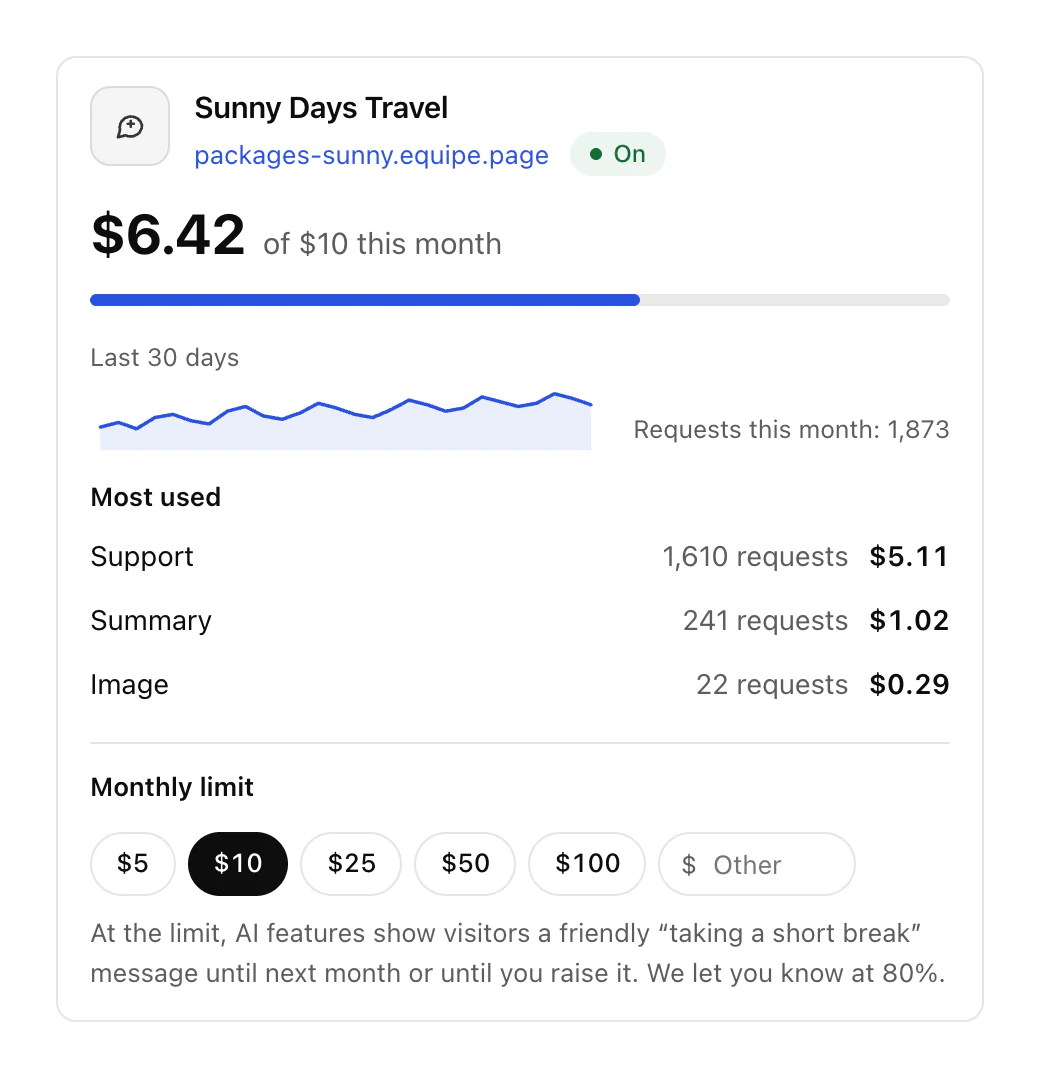 Sunny Days Travel
packages-sunny.equipe.page On
$6.42 of $10 this month
Last 30 days
Requests this month: 1,873
Most used
Support 1,610 requests $5.11
Summary 241 requests $1.02
Image 22 requests $0.29
Monthly limit
$5 $10 $25 $50 $100 $ Other
At the limit, AI features show visitors a friendly “taking a short break”
message until next month or until you raise it. We let you know at 80%.